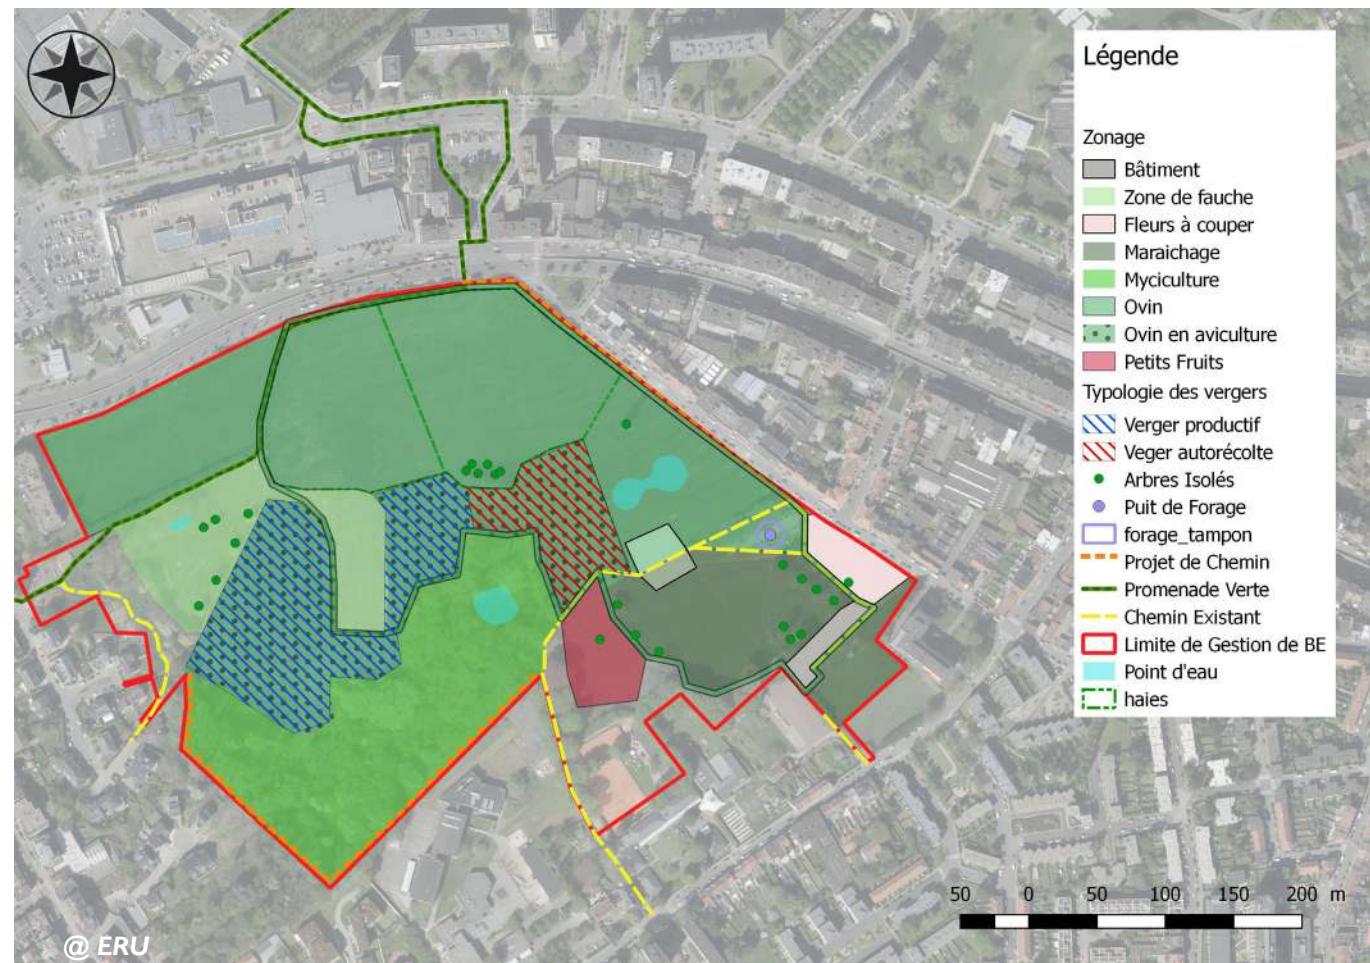 Légende
Zonage
Bâtiment
Zone de fauche
Fleurs à couper
Maraichage
Myciculture
Ovin
Ovin en aviculture
Petits Fruits
Typologie des vergers
Verger productif
Veger autorécolte
Arbres Isolés
Puit de Forage
forage_tampon
Projet de Chemin
Promenade Verte
Chemin Existant
Limite de Gestion de BE
Point d'eau
haies
50 0 50 100 150 200 m
@ ERU